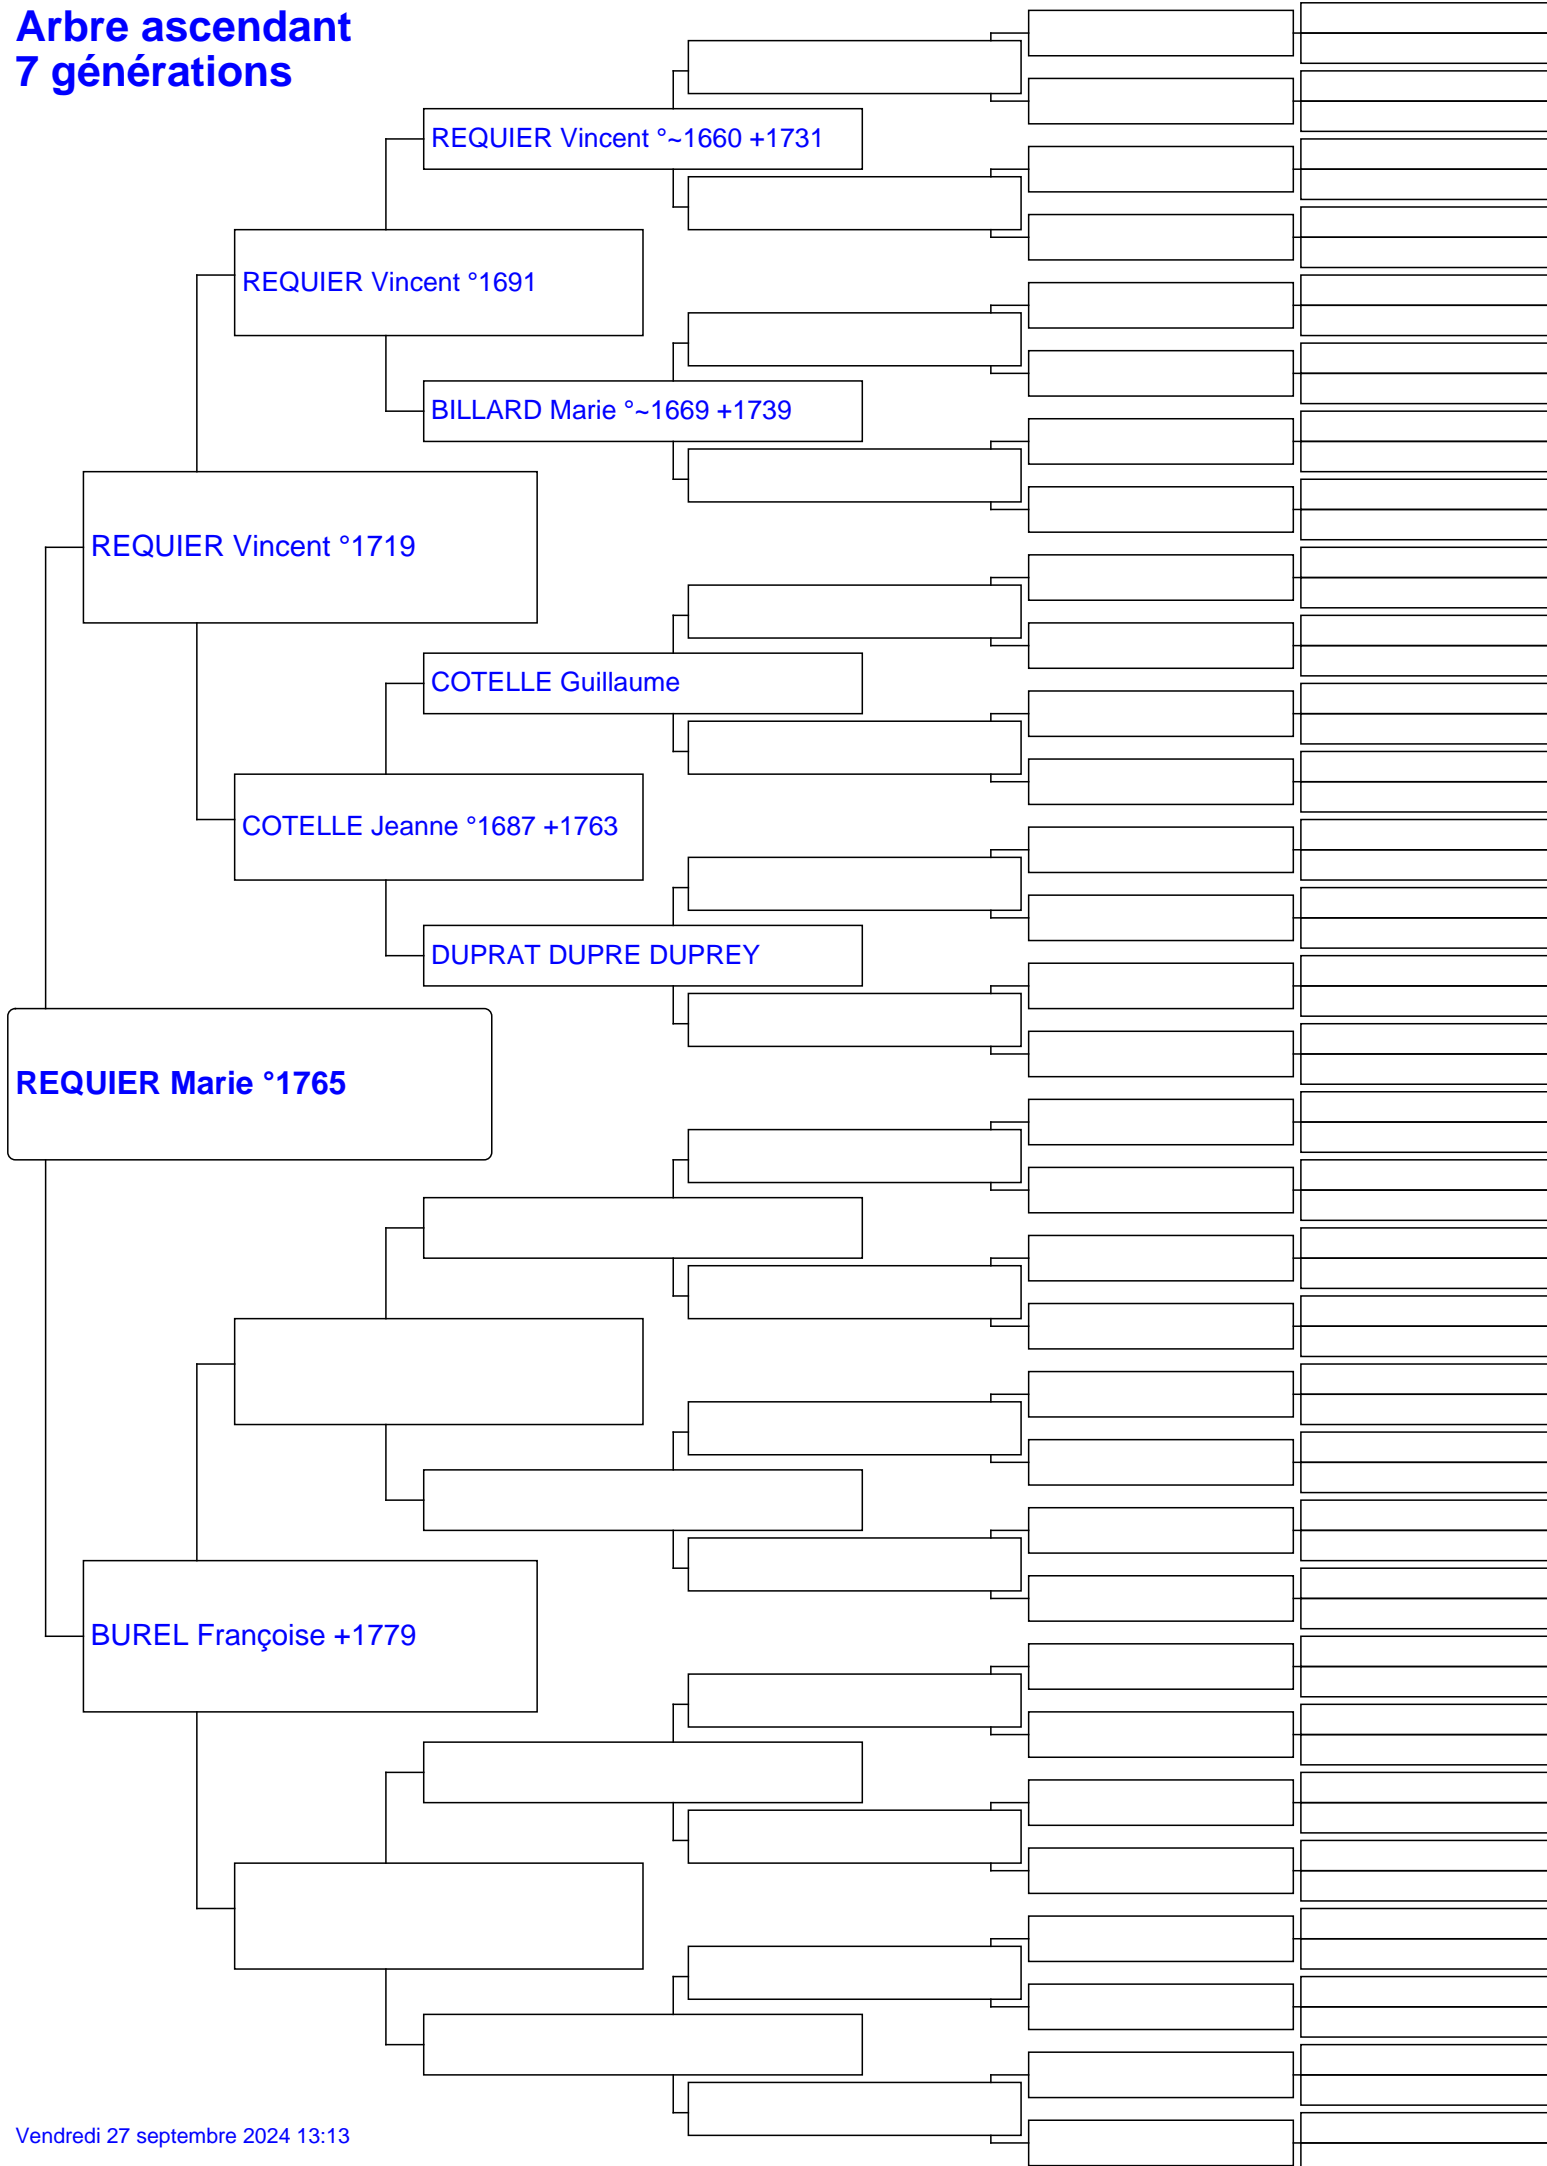 Arbre ascendant
7 générations
REQUIER Vincent °~1660 +1731
REQUIER Vincent °1691
BILLARD Marie °~1669 +1739
REQUIER Vincent °1719
COTELLE Guillaume
COTELLE Jeanne °1687 +1763
DUPRAT DUPRE DUPREY
REQUIER Marie °1765
BUREL Françoise +1779
Vendredi 27 septembre 2024 13:13